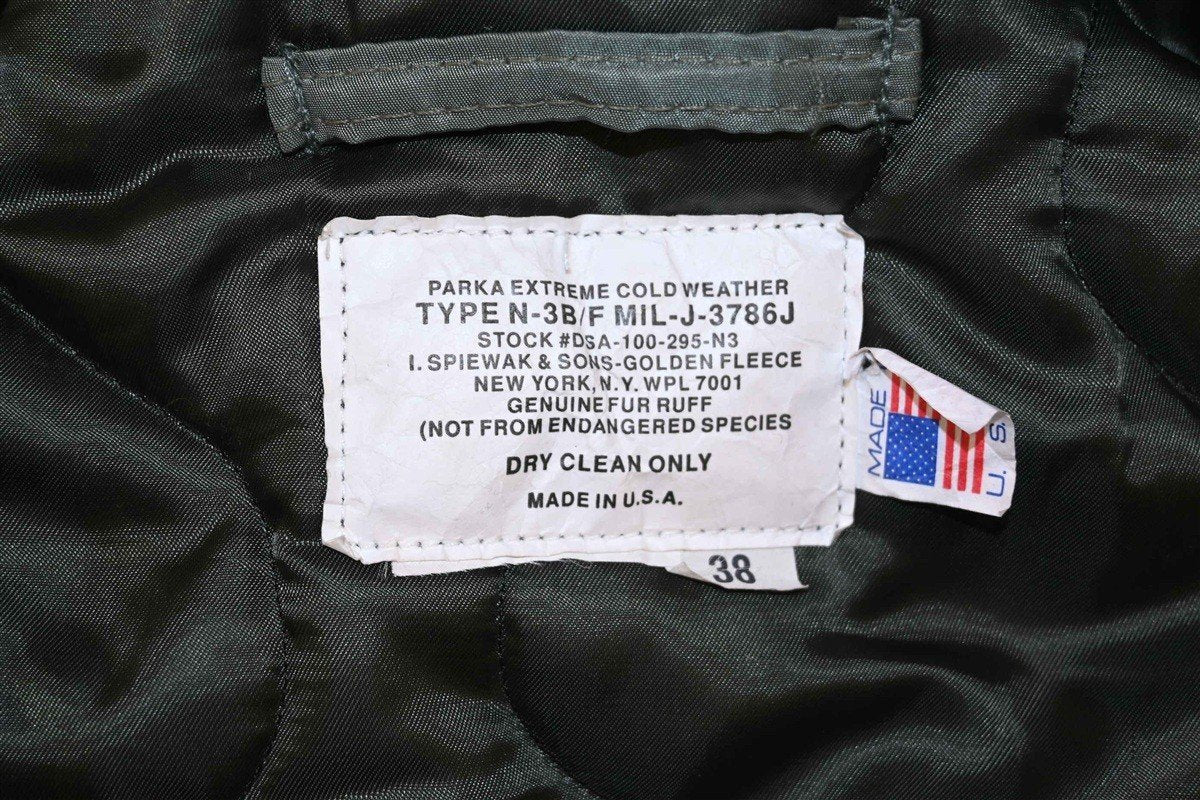 PARKA EXTREME COLD WEATHER
TYPE N-3B/F MIL-J-3786J
STOCK #DSA-100-295-N3
I. SPIEWAK & SONS-GOLDEN FLEECE
NEW YORK, N.Y. WPL 7001
GENUINE FUR RUFF
(NOT FROM ENDANGERED SPECIES
DRY CLEAN ONLY
MADE IN U.S.A.
38
MADE
U. S.